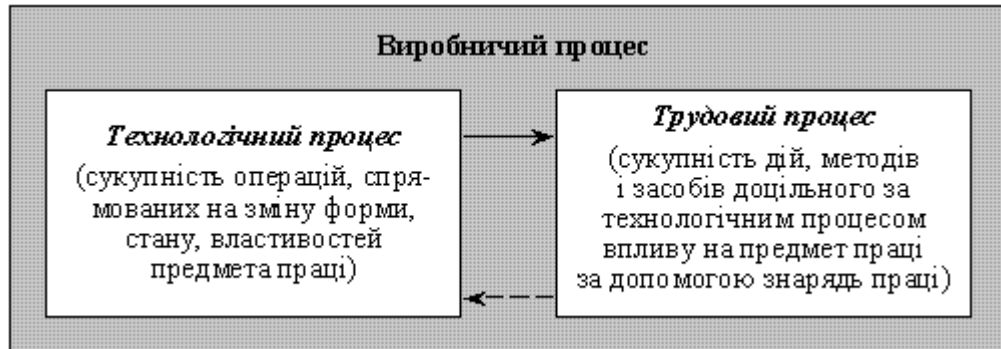 Виробничий процес
Технологічний процес
(сукупність операцій, спря-
мованих на зміну форми,
стану, властивостей
предмета праці)
Трудовий процес
(сукупність дій, методів
і засобів доцільного за
технологічним процесом
впливу на предмет праці
за допомогою знарядь праці)